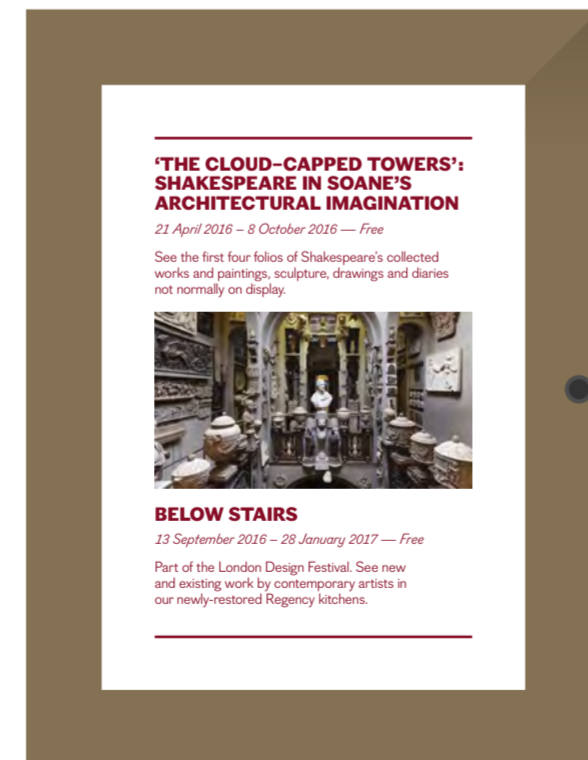 ‘THE CLOUD–CAPPED TOWERS’:
SHAKESPEARE IN SOANE’S
ARCHITECTURAL IMAGINATION
21 April 2016 – 8 October 2016 — Free
See the first four folios of Shakespeare’s collected
works and paintings, sculpture, drawings and diaries
not normally on display.
BELOW STAIRS
13 September 2016 – 28 January 2017 — Free
Part of the London Design Festival. See new
and existing work by contemporary artists in
our newly-restored Regency kitchens.